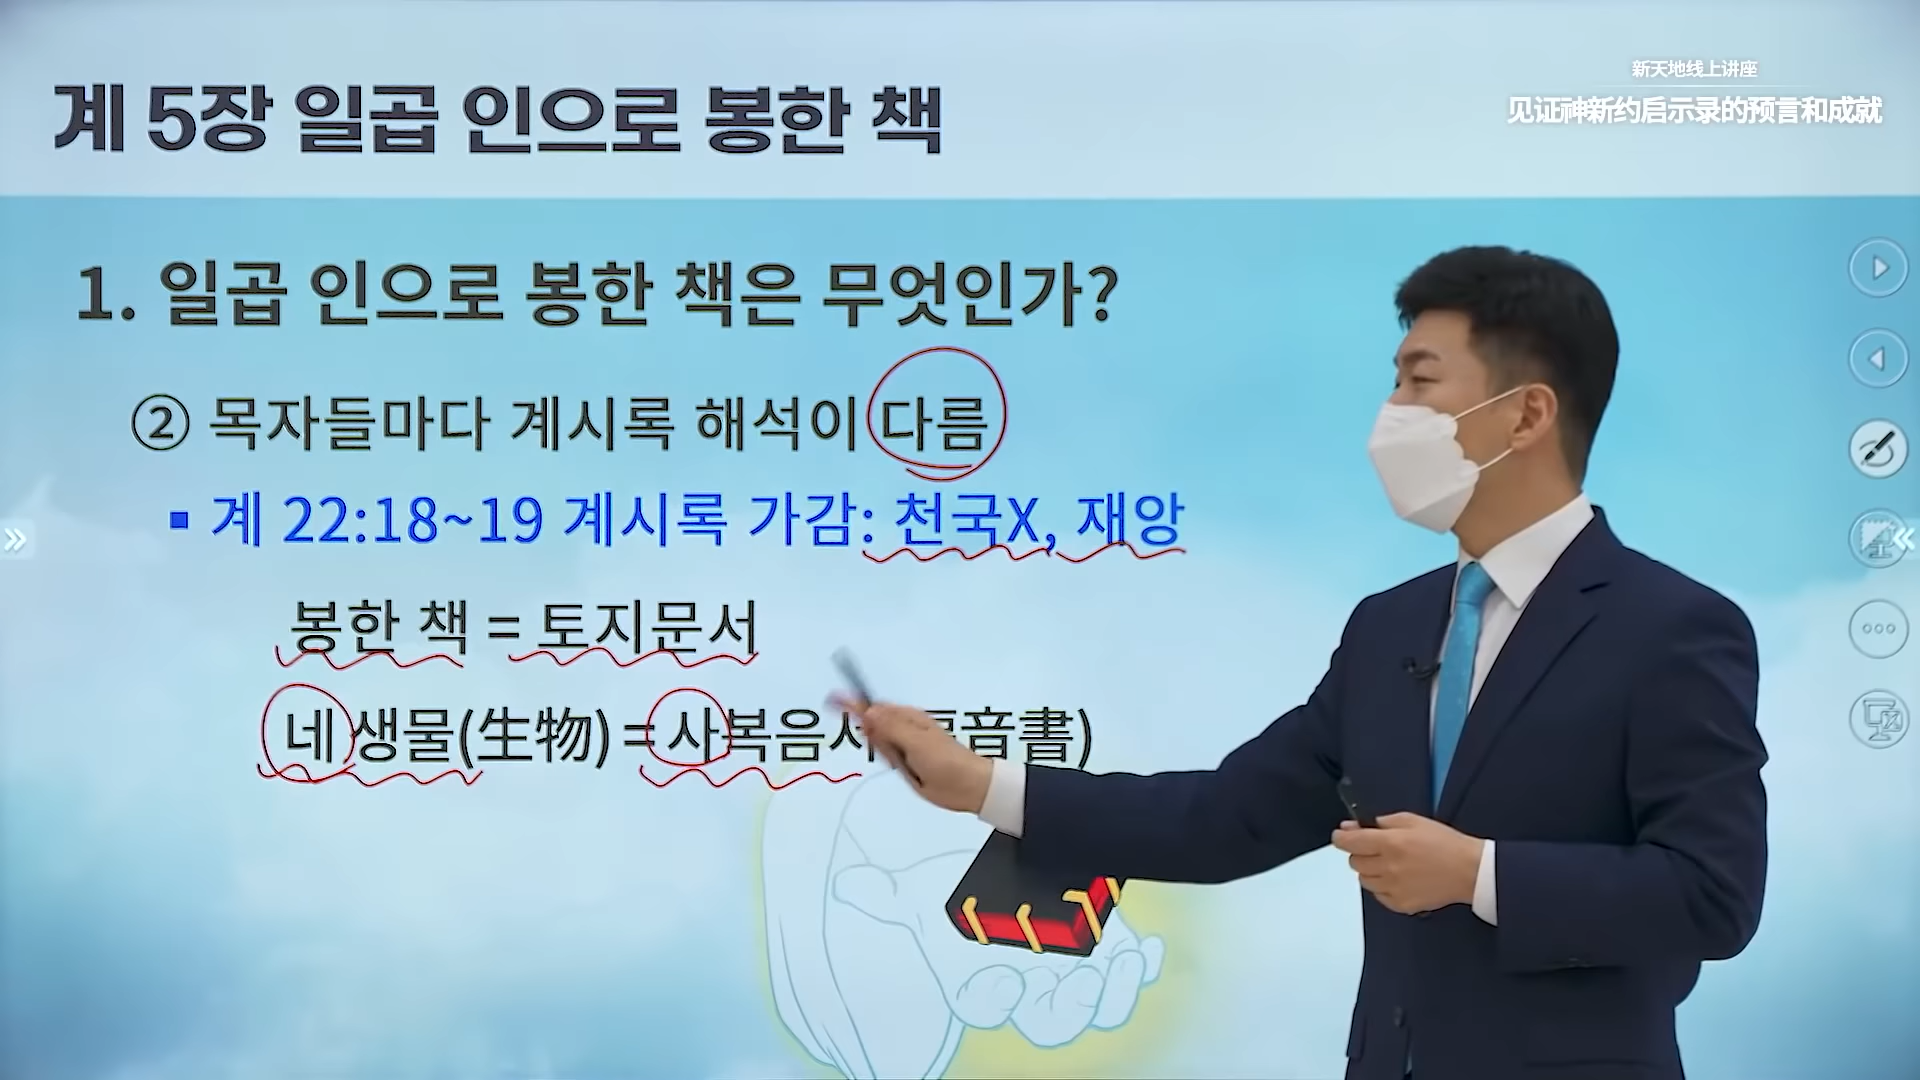 新天地线上讲座
见证神新约启示录的预言和成就
계 5장 일곱 인으로 봉한 책
1. 일곱 인으로 봉한 책은 무엇인가?
② 목자들마다 계시록 해석이 다름
▪ 계 22:18~19 계시록 가감: 천국X, 재앙
봉한 책 = 토지문서
네 생물(生物) = 사복음서 音書)